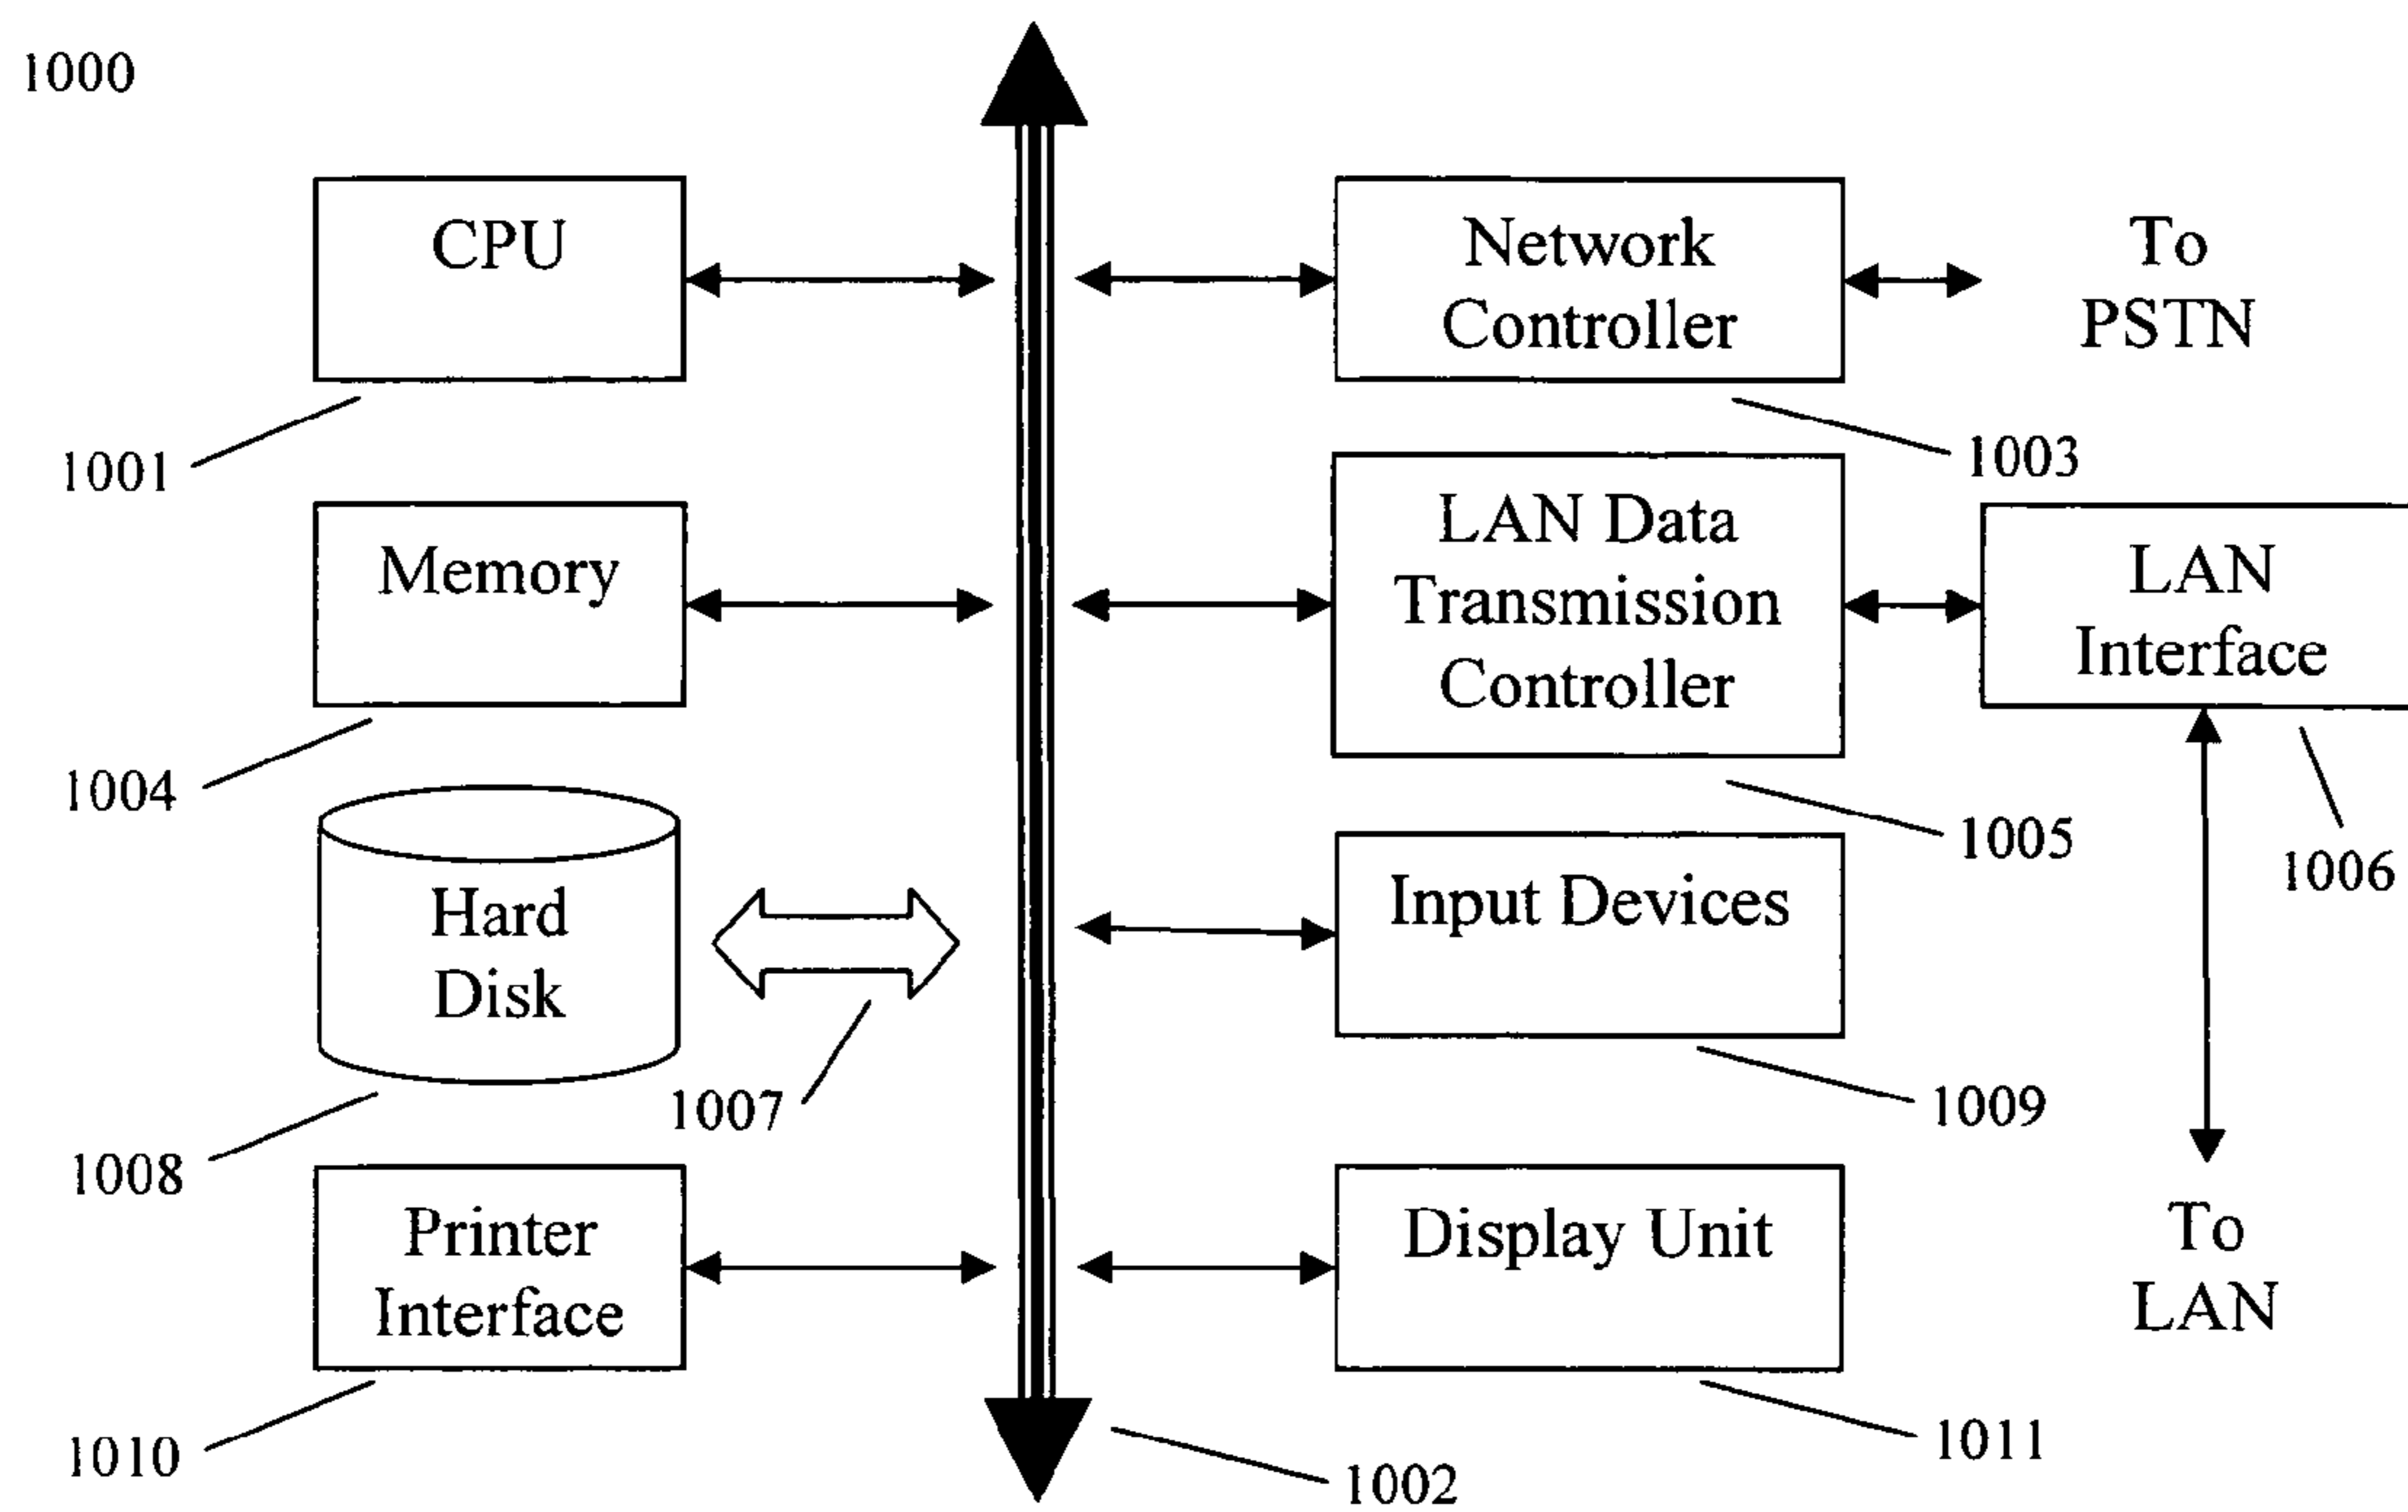 1000
CPU
Network
Controller
To
PSTN
1001
1003
Memory
LAN Data
Transmission
Controller
LAN
Interface
1004
1005
1006
Hard
Disk
1007
Input Devices
1008
1009
Printer
Interface
Display Unit
To
LAN
1010
1011
1002